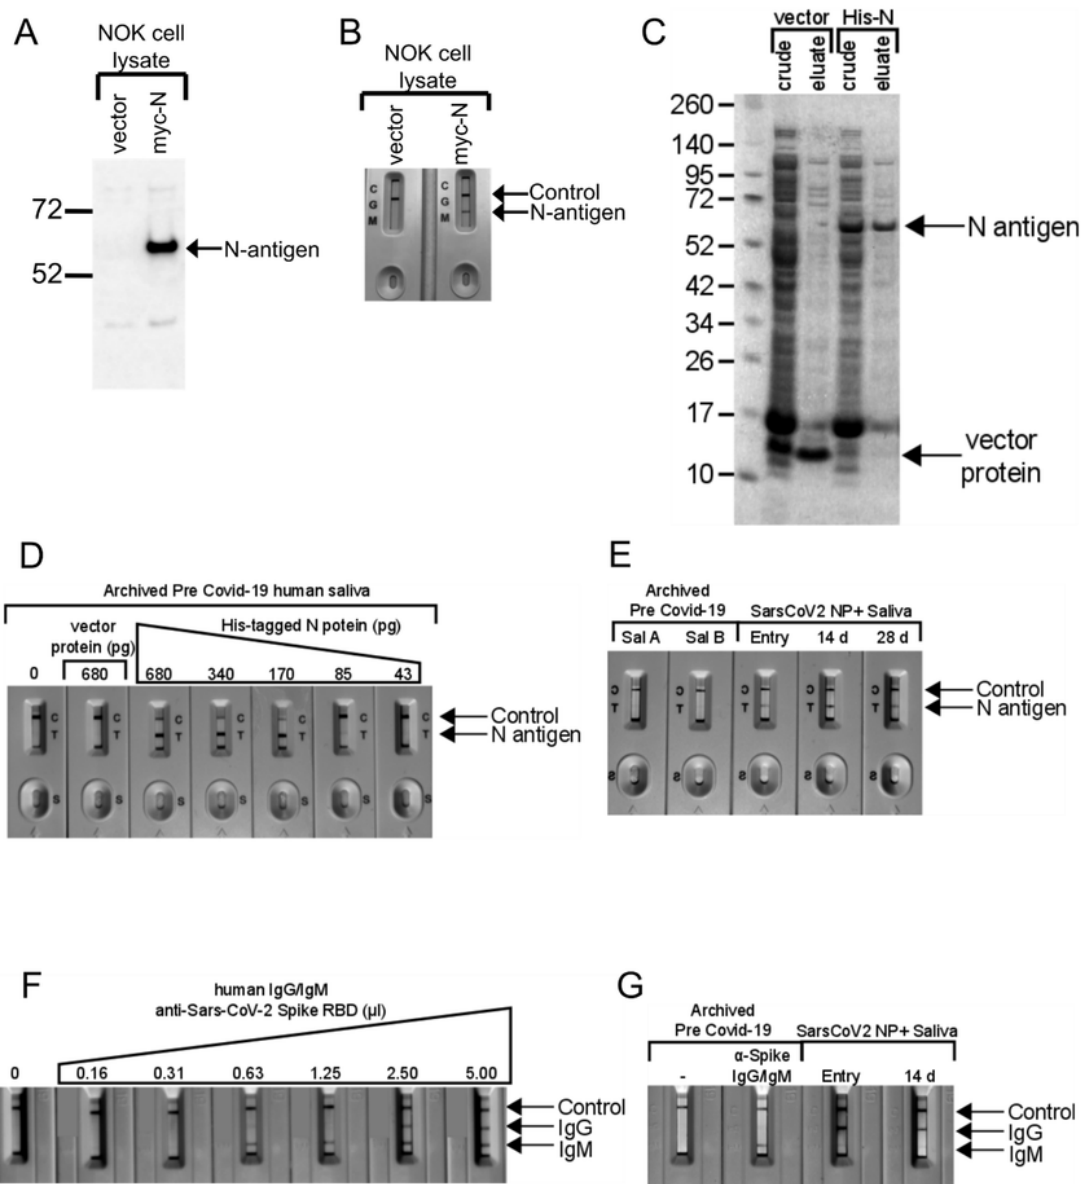 A
NOK cell
lysate
vector
myc-N
72
52
N-antigen
B
NOK cell
lysate
vector
myc-N
C
G
M
C
G
M
Control
N-antigen
C
vector
His-N
crude
eluate
crude
eluate
260
140
95
72
52
42
34
26
17
10
N antigen
vector
protein
D
Archived Pre Covid-19 human saliva
vector
protein (pg)
His-tagged N potein (pg)
0
680
680
340
170
85
43
C
T
C
T
C
T
C
T
C
T
C
T
C
T
S
S
S
S
S
S
S
Control
N antigen
E
Archived
Pre Covid-19
SarsCoV2 NP+ Saliva
Sal A
Sal B
Entry
14 d
28 d
C
T
C
T
C
T
C
T
C
T
S
S
S
S
S
Control
N antigen
F
human IgG/IgM
anti-Sars-CoV-2 Spike RBD (µl)
0
0.16
0.31
0.63
1.25
2.50
5.00
Control
IgG
IgM
G
Archived
Pre Covid-19
SarsCoV2 NP+ Saliva
-
α-Spike
IgG/IgM
Entry
14 d
Control
IgG
IgM